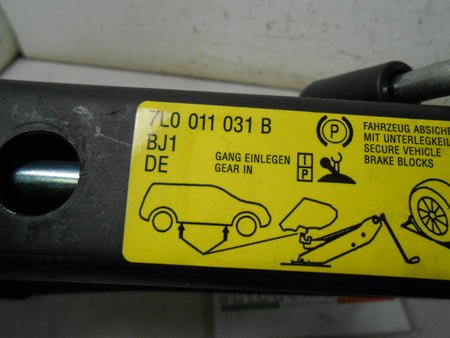 7L0 011 031 B
BJ1
DE
GANG EINLEGEN
GEAR IN
I
P
P
FAHRZEUG ABSICHE
MIT UNTERLEGKEIL
SECURE VEHICLE
BRAKE BLOCKS